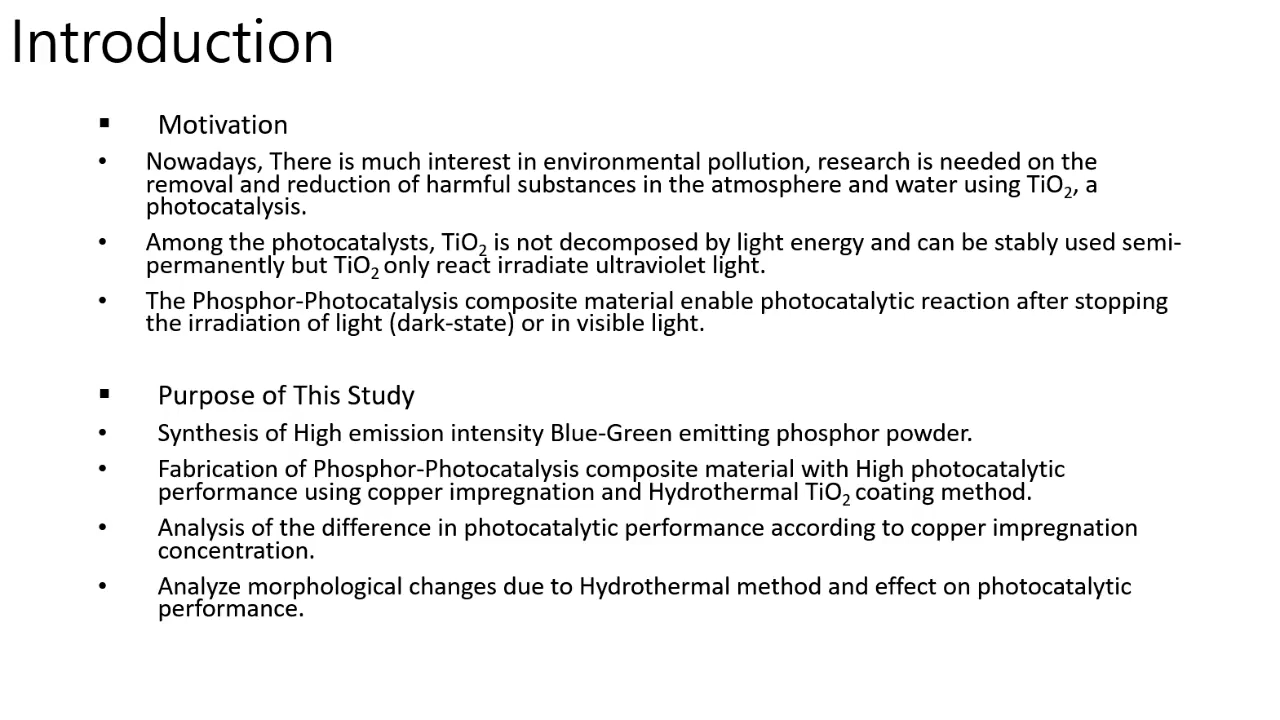 Introduction
▪ Motivation
• Nowadays, There is much interest in environmental pollution, research is needed on the
removal and reduction of harmful substances in the atmosphere and water using TiO₂, a
photocatalysis.
• Among the photocatalysts, TiO₂ is not decomposed by light energy and can be stably used semi-
permanently but TiO₂ only react irradiate ultraviolet light.
• The Phosphor-Photocatalysis composite material enable photocatalytic reaction after stopping
the irradiation of light (dark-state) or in visible light.
▪ Purpose of This Study
• Synthesis of High emission intensity Blue-Green emitting phosphor powder.
• Fabrication of Phosphor-Photocatalysis composite material with High photocatalytic
performance using copper impregnation and Hydrothermal TiO₂ coating method.
• Analysis of the difference in photocatalytic performance according to copper impregnation
concentration.
• Analyze morphological changes due to Hydrothermal method and effect on photocatalytic
performance.